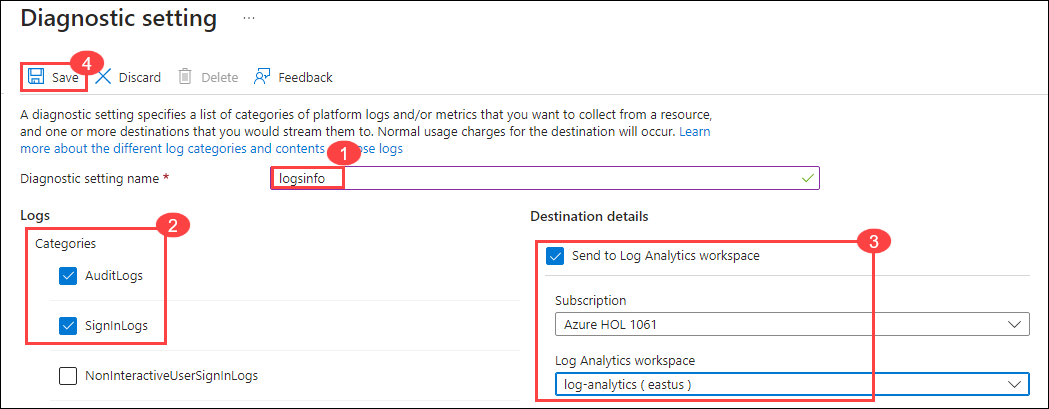 Diagnostic setting ...
4
Save Discard Delete Feedback
A diagnostic setting specifies a list of categories of platform logs and/or metrics that you want to collect from a resource,
and one or more destinations that you would stream them to. Normal usage charges for the destination will occur. Learn
more about the different log categories and contents ose logs
1
Diagnostic setting name * logsinfo
Logs
Destination details
2
3
Categories
Send to Log Analytics workspace
AuditLogs
Subscription
SignInLogs
Azure HOL 1061
Log Analytics workspace
NonInteractiveUserSignInLogs
log-analytics ( eastus )